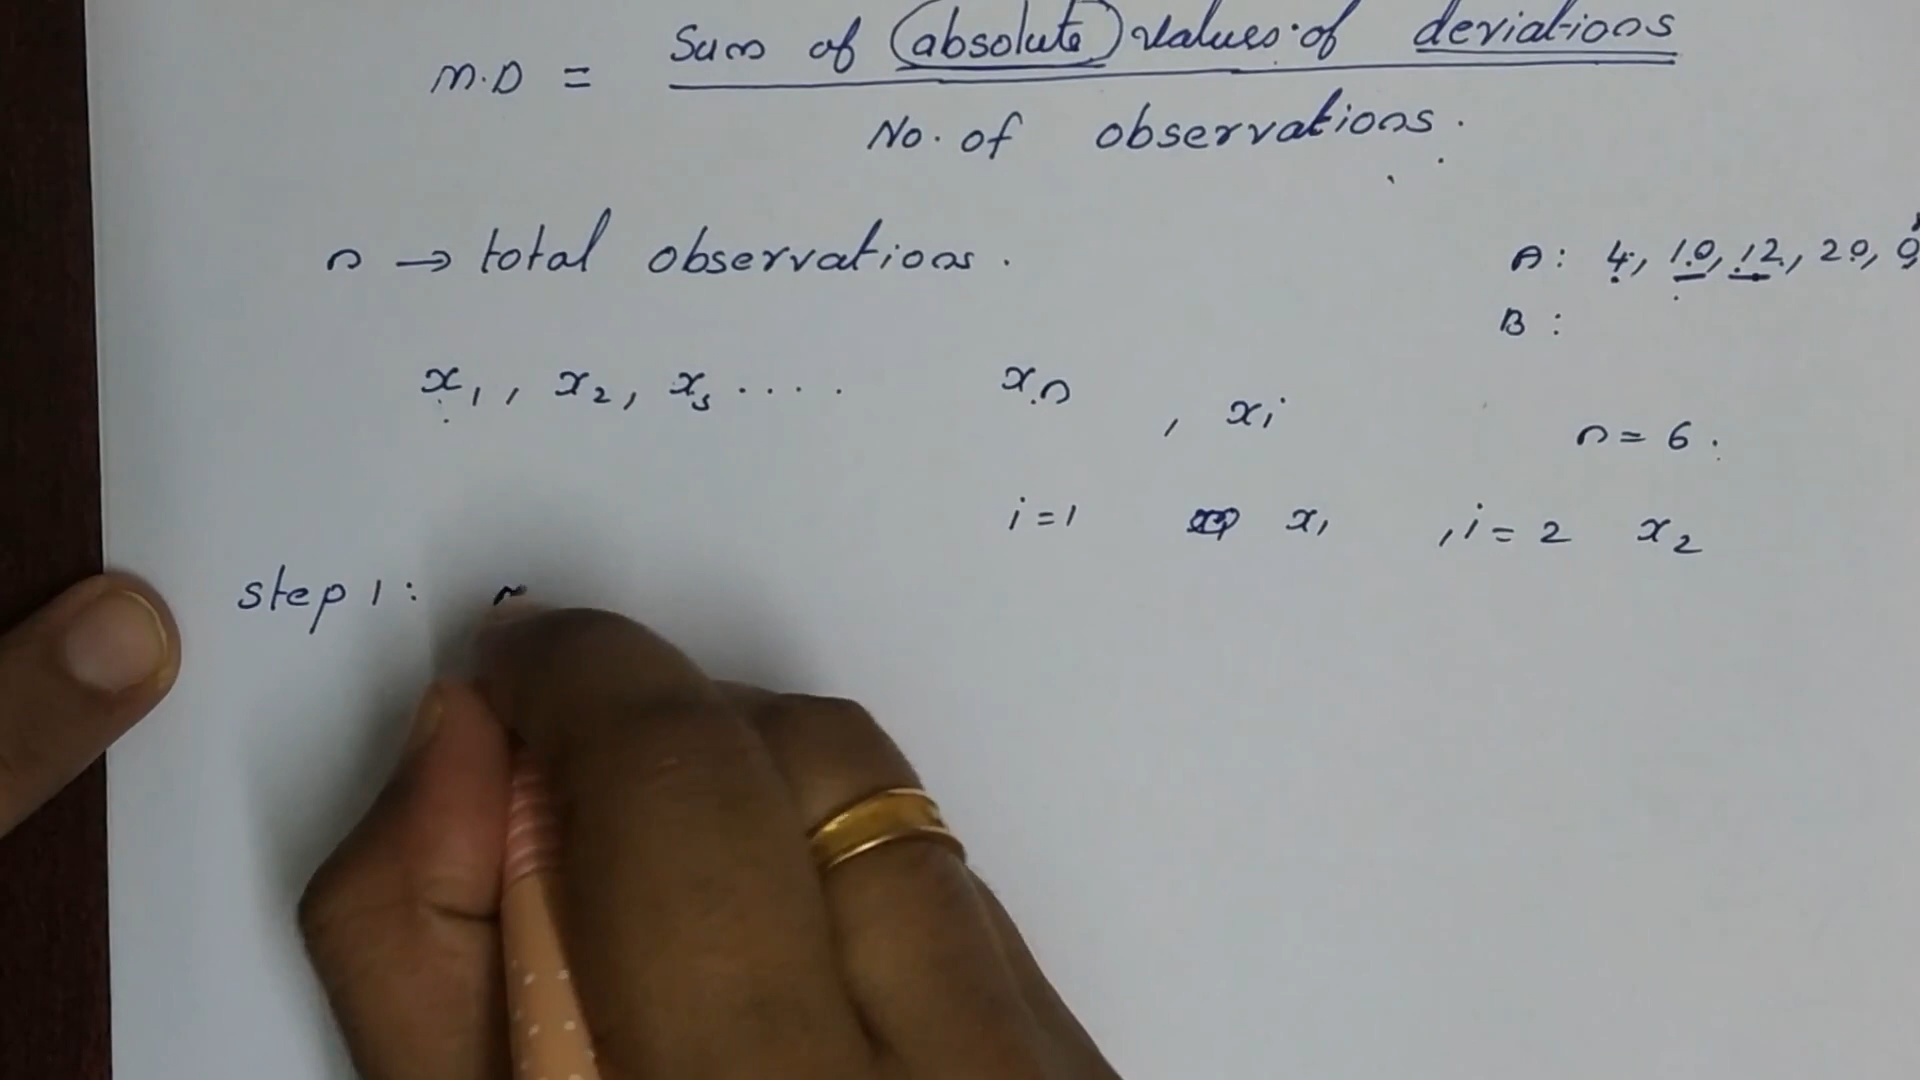 M.D = Sum of absolute values of deviations
No. of observations.
n → total observations.
A: 4, 10, 12, 20, 9,
B:
x₁, x₂, x₃ .... xₙ, xᵢ
n = 6.
i = 1 x₁, i = 2 x₂
step 1: